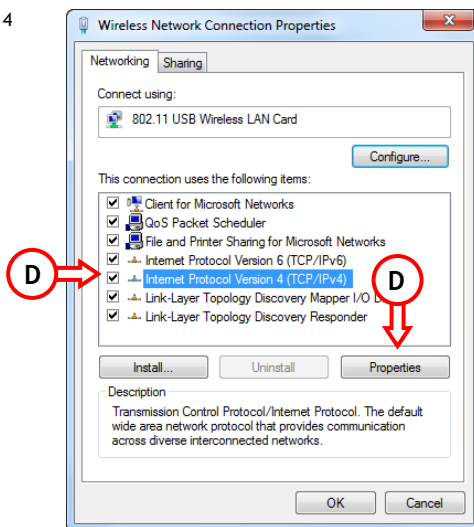 4
Wireless Network Connection Properties
Networking
Sharing
Connect using:
802.11 USB Wireless LAN Card
Configure...
This connection uses the following items:
Client for Microsoft Networks
QoS Packet Scheduler
File and Printer Sharing for Microsoft Networks
Internet Protocol Version 6 (TCP/IPv6)
D
Internet Protocol Version 4 (TCP/IPv4)
D
Link-Layer Topology Discovery Mapper I/O D
Link-Layer Topology Discovery Responder
Install...
Uninstall
Properties
Description
Transmission Control Protocol/Internet Protocol. The default
wide area network protocol that provides communication
across diverse interconnected networks.
OK
Cancel